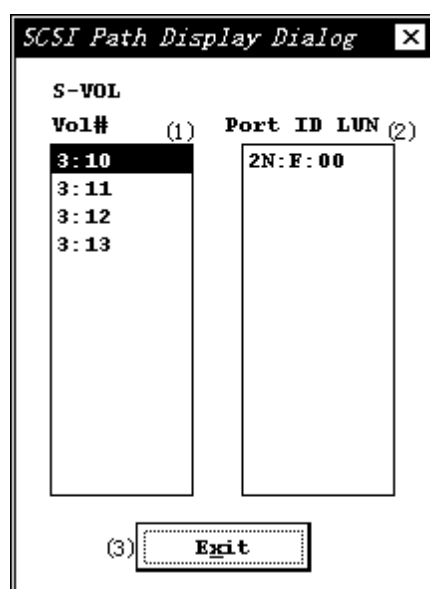 SCSI Path Display Dialog
S-VOL
Vol# (1) Port ID LUN (2)
3:10 2N:F:00
3:11
3:12
3:13
(3) Exit